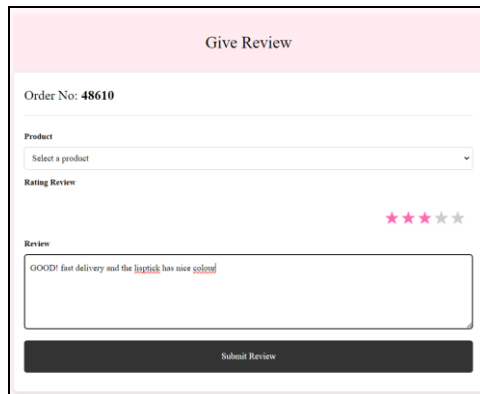 Give Review
Order No: 48610
Product
Select a product
Rating Review
Review
GOOD! fast delivery and the lisptick has nice colour
Submit Review